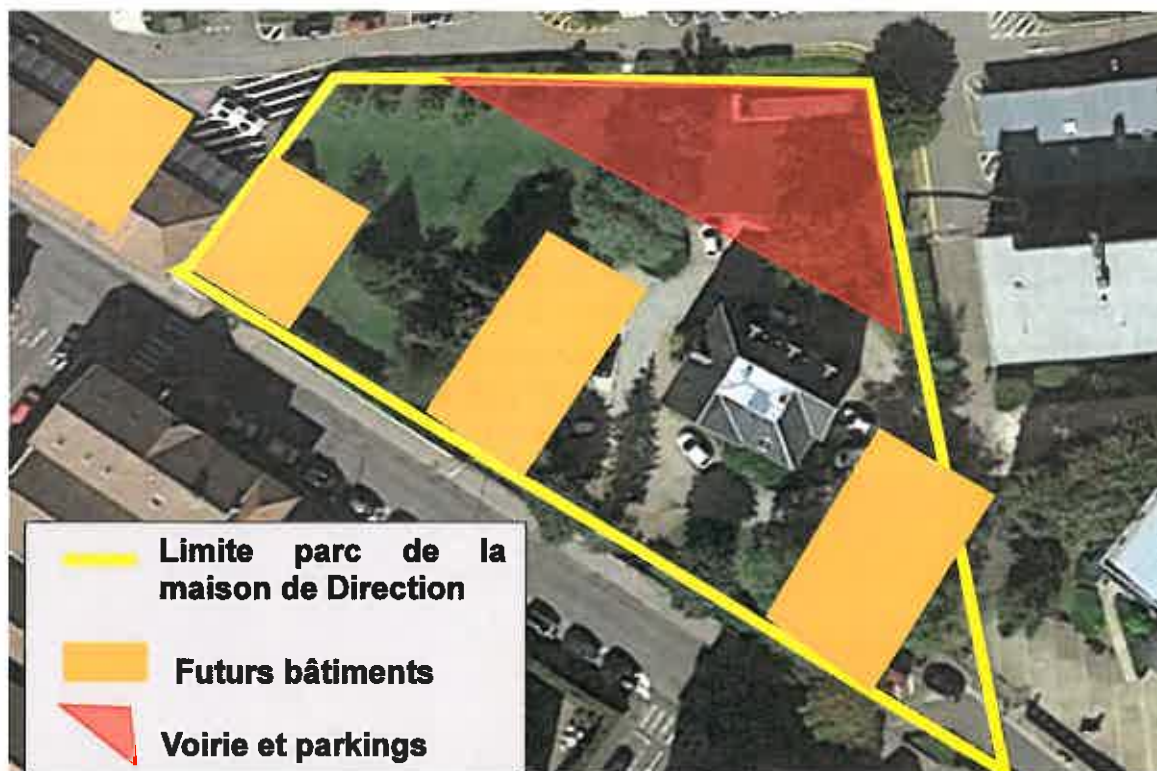 Limite parc de la
maison de Direction
Futurs bâtiments
Voirie et parkings